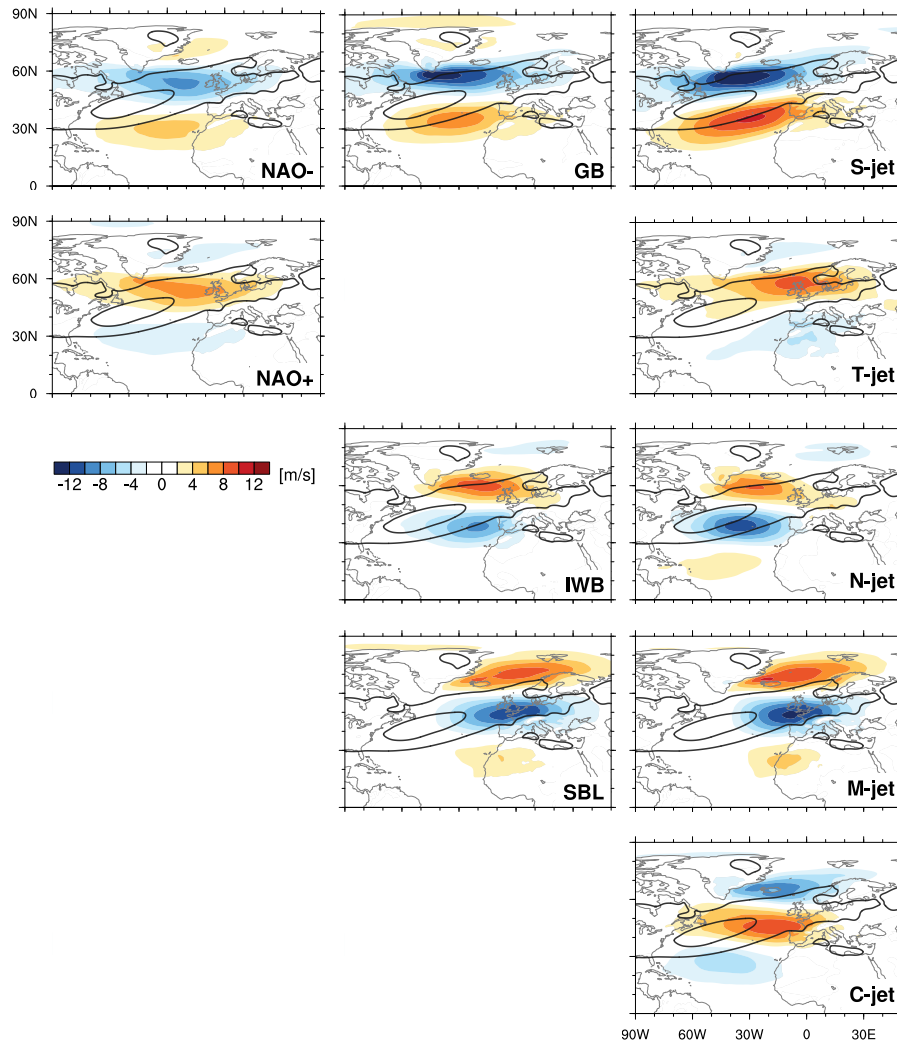 90N
60N
30N
0
NAO-
GB
S-jet
90N
60N
30N
0
NAO+
T-jet
-12 -8 -4 0 4 8 12 [m/s]
IWB
N-jet
SBL
M-jet
C-jet
90W 60W 30W 0 30E